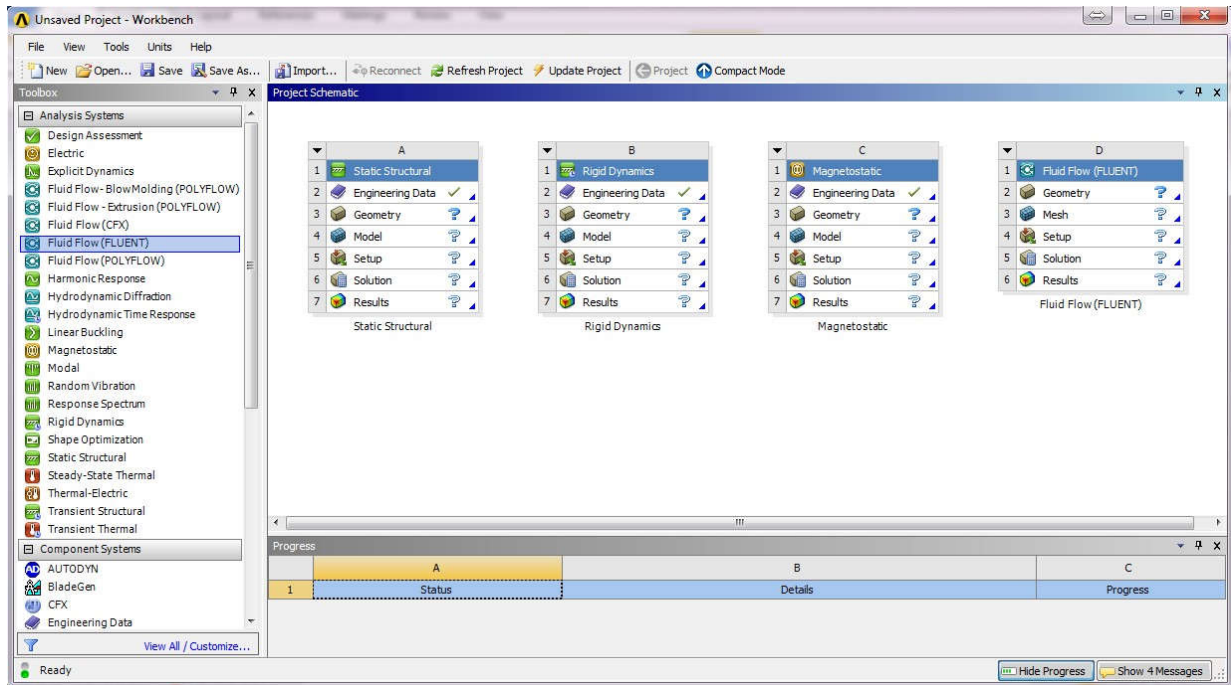 Unsaved Project - Workbench
File View Tools Units Help
New Open... Save Save As... Import... Reconnect Refresh Project Update Project Project Compact Mode
Toolbox
Analysis Systems
Design Assessment
Electric
Explicit Dynamics
Fluid Flow- BlowMolding (POLYFLOW)
Fluid Flow - Extrusion (POLYFLOW)
Fluid Flow (CFX)
Fluid Flow (FLUENT)
Fluid Flow (POLYFLOW)
Harmonic Response
Hydrodynamic Diffraction
Hydrodynamic Time Response
Linear Buckling
Magnetostatic
Modal
Random Vibration
Response Spectrum
Rigid Dynamics
Shape Optimization
Static Structural
Steady-State Thermal
Thermal-Electric
Transient Structural
Transient Thermal
Component Systems
AUTODYN
BladeGen
CFX
Engineering Data
View All / Customize...
Project Schematic
A
1 Static Structural
2 Engineering Data
3 Geometry
4 Model
5 Setup
6 Solution
7 Results
Static Structural
B
1 Rigid Dynamics
2 Engineering Data
3 Geometry
4 Model
5 Setup
6 Solution
7 Results
Rigid Dynamics
C
1 Magnetostatic
2 Engineering Data
3 Geometry
4 Model
5 Setup
6 Solution
7 Results
Magnetostatic
D
1 Fluid Flow (FLUENT)
2 Geometry
3 Mesh
4 Setup
5 Solution
6 Results
Fluid Flow (FLUENT)
Progress
A B C
1 Status Details Progress
Ready
Hide Progress Show 4 Messages